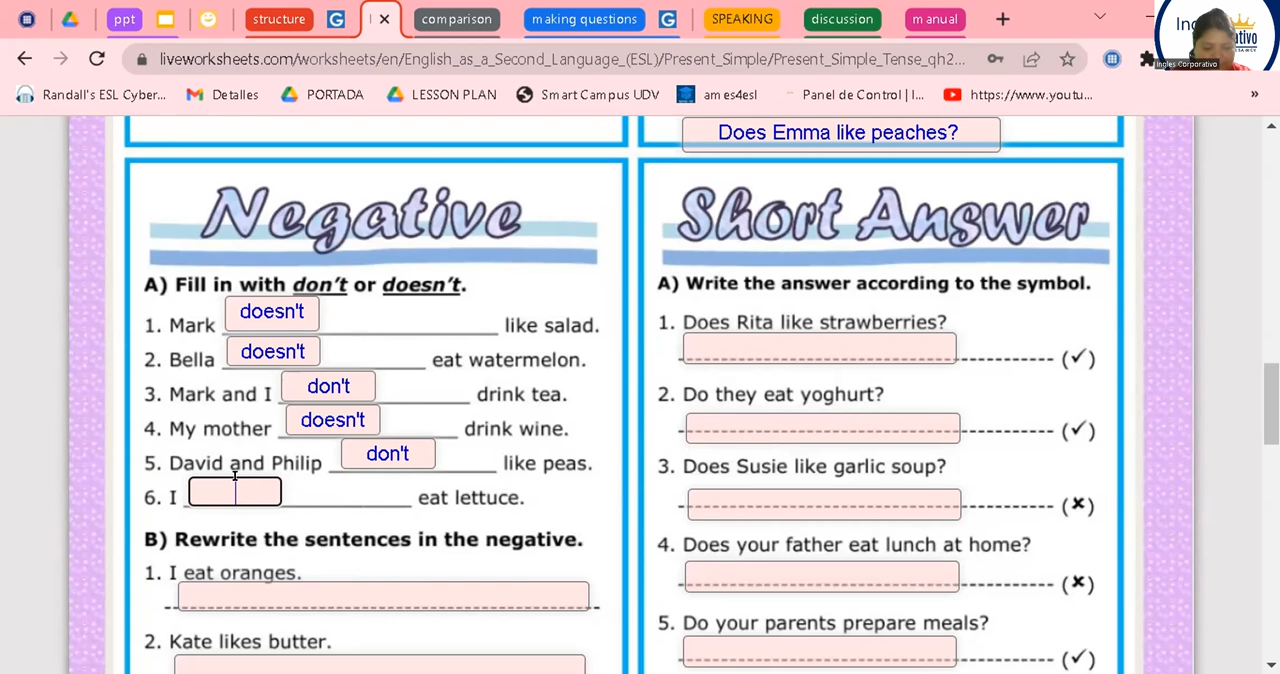 ppt
structure
comparison
making questions
SPEAKING
discussion
manual
liveworksheets.com/worksheets/en/English_as_a_Second_Language_(ESL)/Present_Simple/Present_Simple_Tense_qh2...
Randall's ESL Cyber...
Detalles
PORTADA
LESSON PLAN
Smart Campus UDV
ames4esl
Panel de Control | I...
https://www.youtu...
»
Ingles Corporativo
Does Emma like peaches?
Negative
A) Fill in with don't or doesn't.
1. Mark doesn't like salad.
2. Bella doesn't eat watermelon.
3. Mark and I don't drink tea.
4. My mother doesn't drink wine.
5. David and Philip don't like peas.
6. I eat lettuce.
B) Rewrite the sentences in the negative.
1. I eat oranges.
2. Kate likes butter.
Short Answer
A) Write the answer according to the symbol.
1. Does Rita like strawberries?
(✓)
2. Do they eat yoghurt?
(✓)
3. Does Susie like garlic soup?
(✗)
4. Does your father eat lunch at home?
(✗)
5. Do your parents prepare meals?
(✓)